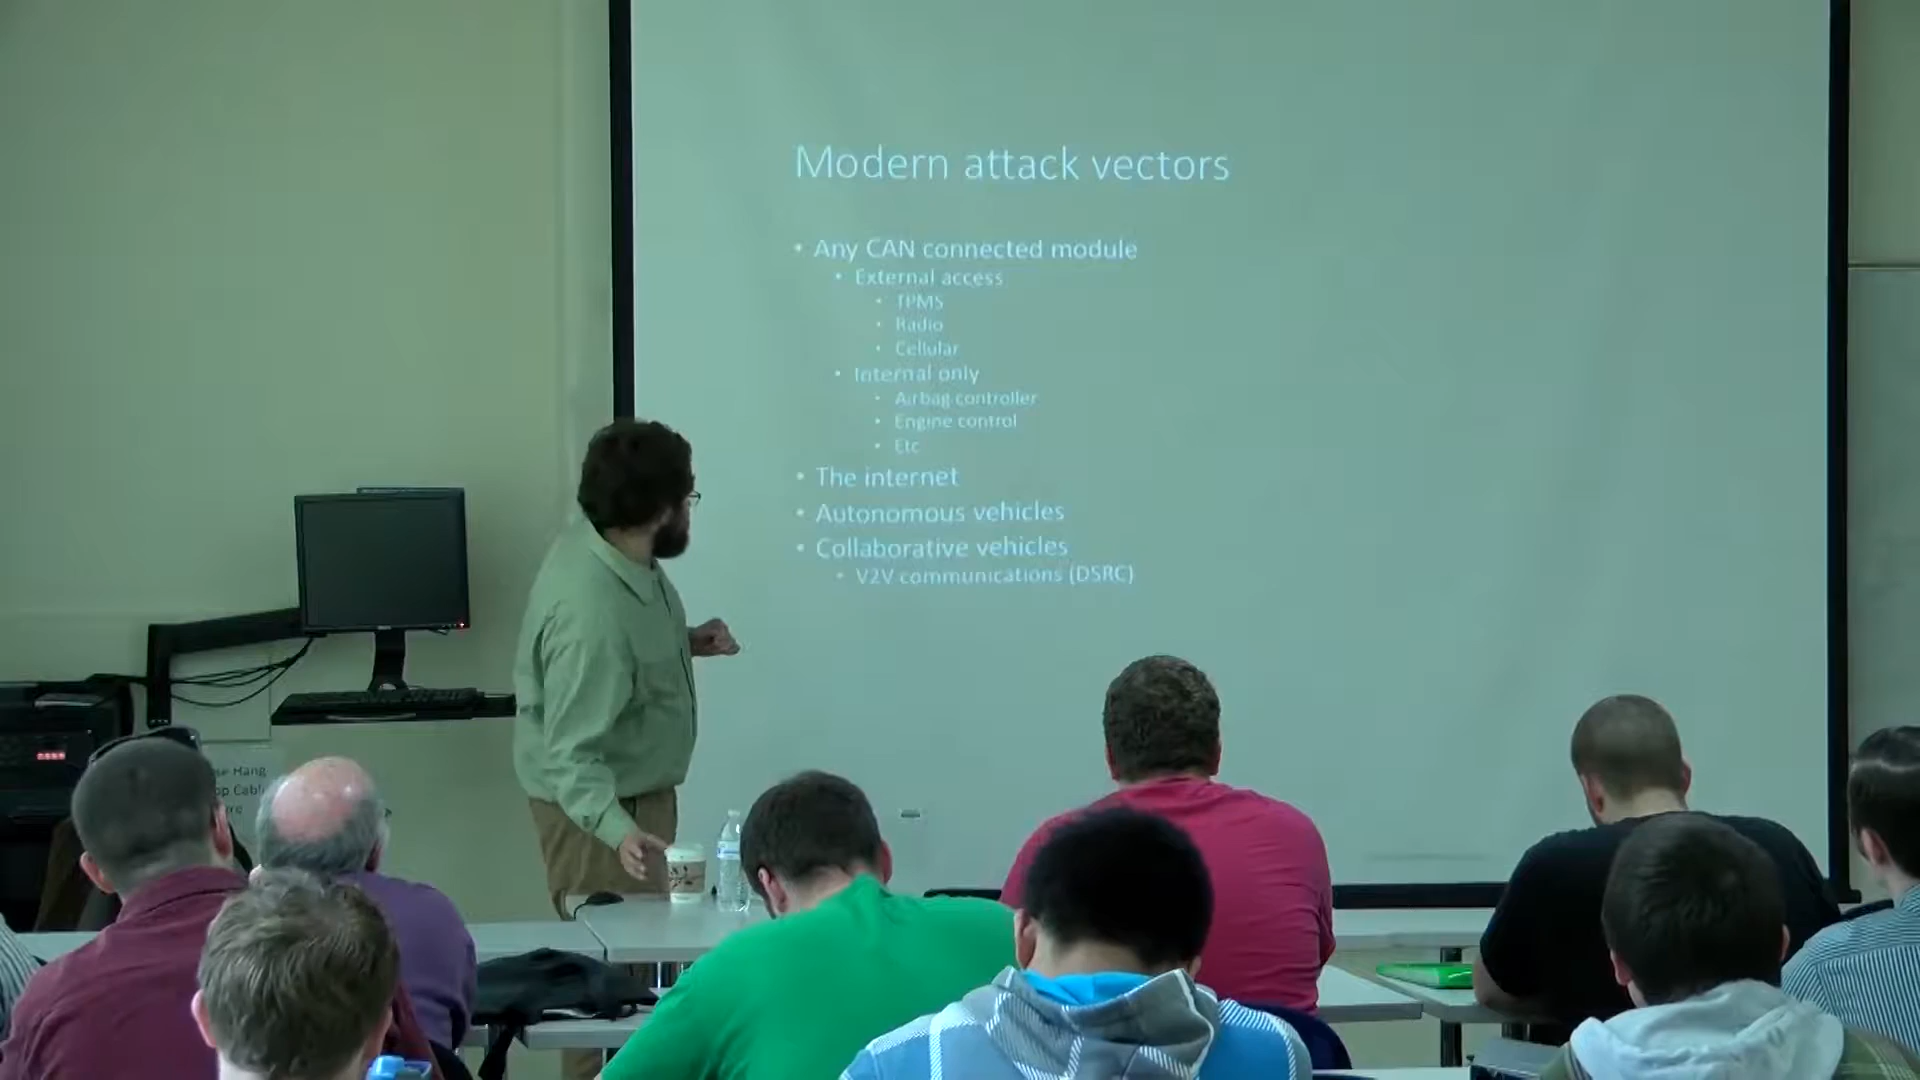 Modern attack vectors
• Any CAN connected module
• External access
• TPMS
• Radio
• Cellular
• Internal only
• Airbag controller
• Engine control
• Etc
• The internet
• Autonomous vehicles
• Collaborative vehicles
• V2V communications (DSRC)
Hang